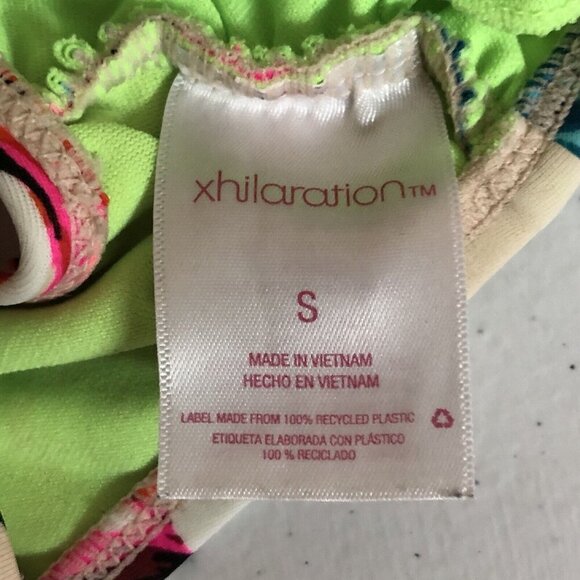 xhilaration™
S
MADE IN VIETNAM
HECHO EN VIETNAM
LABEL MADE FROM 100% RECYCLED PLASTIC
ETIQUETA ELABORADA CON PLÁSTICO
100 % RECICLADO